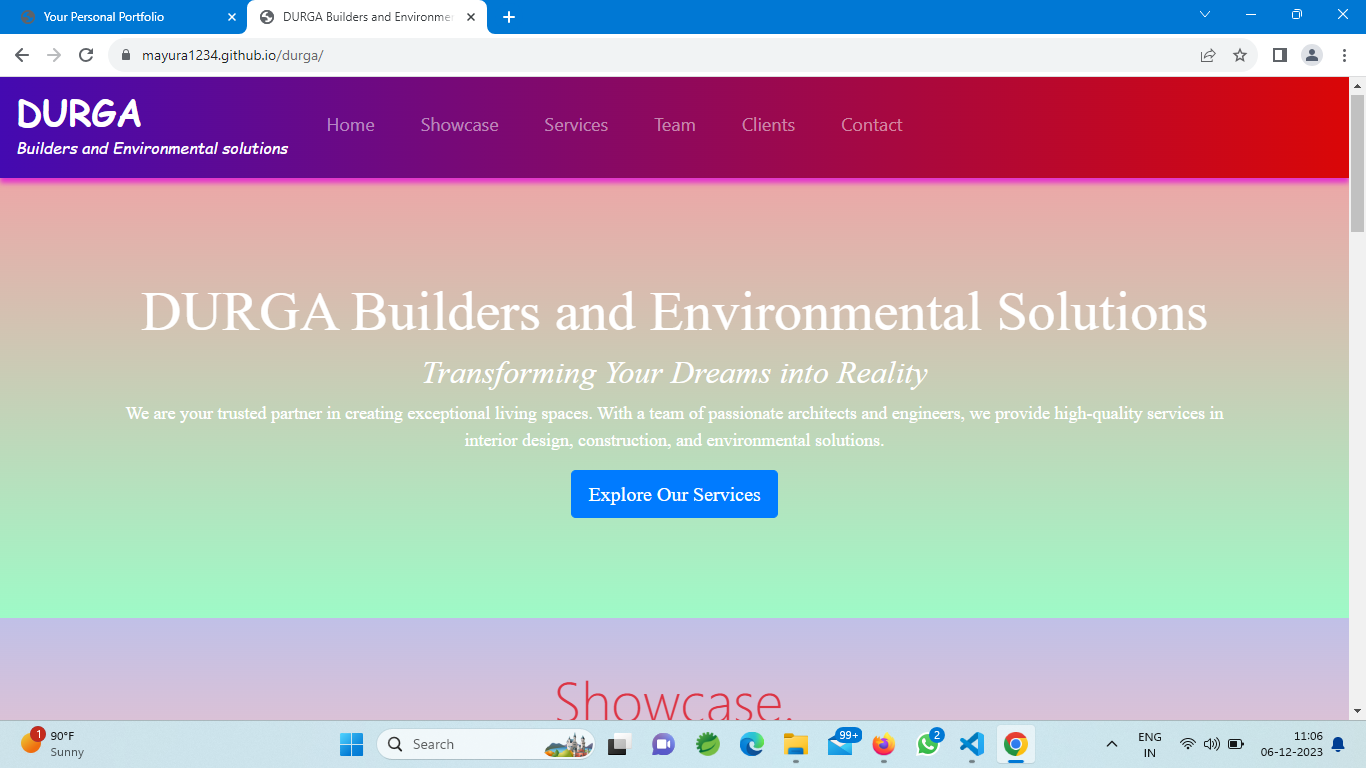 Your Personal Portfolio
DURGA Builders and Environmen
mayura1234.github.io/durga/
DURGA
Builders and Environmental solutions
Home Showcase Services Team Clients Contact
DURGA Builders and Environmental Solutions
Transforming Your Dreams into Reality
We are your trusted partner in creating exceptional living spaces. With a team of passionate architects and engineers, we provide high-quality services in
interior design, construction, and environmental solutions.
Explore Our Services
Showcase.
1
90°F
Sunny
Search
99+
2
ENG
IN
11:06
06-12-2023